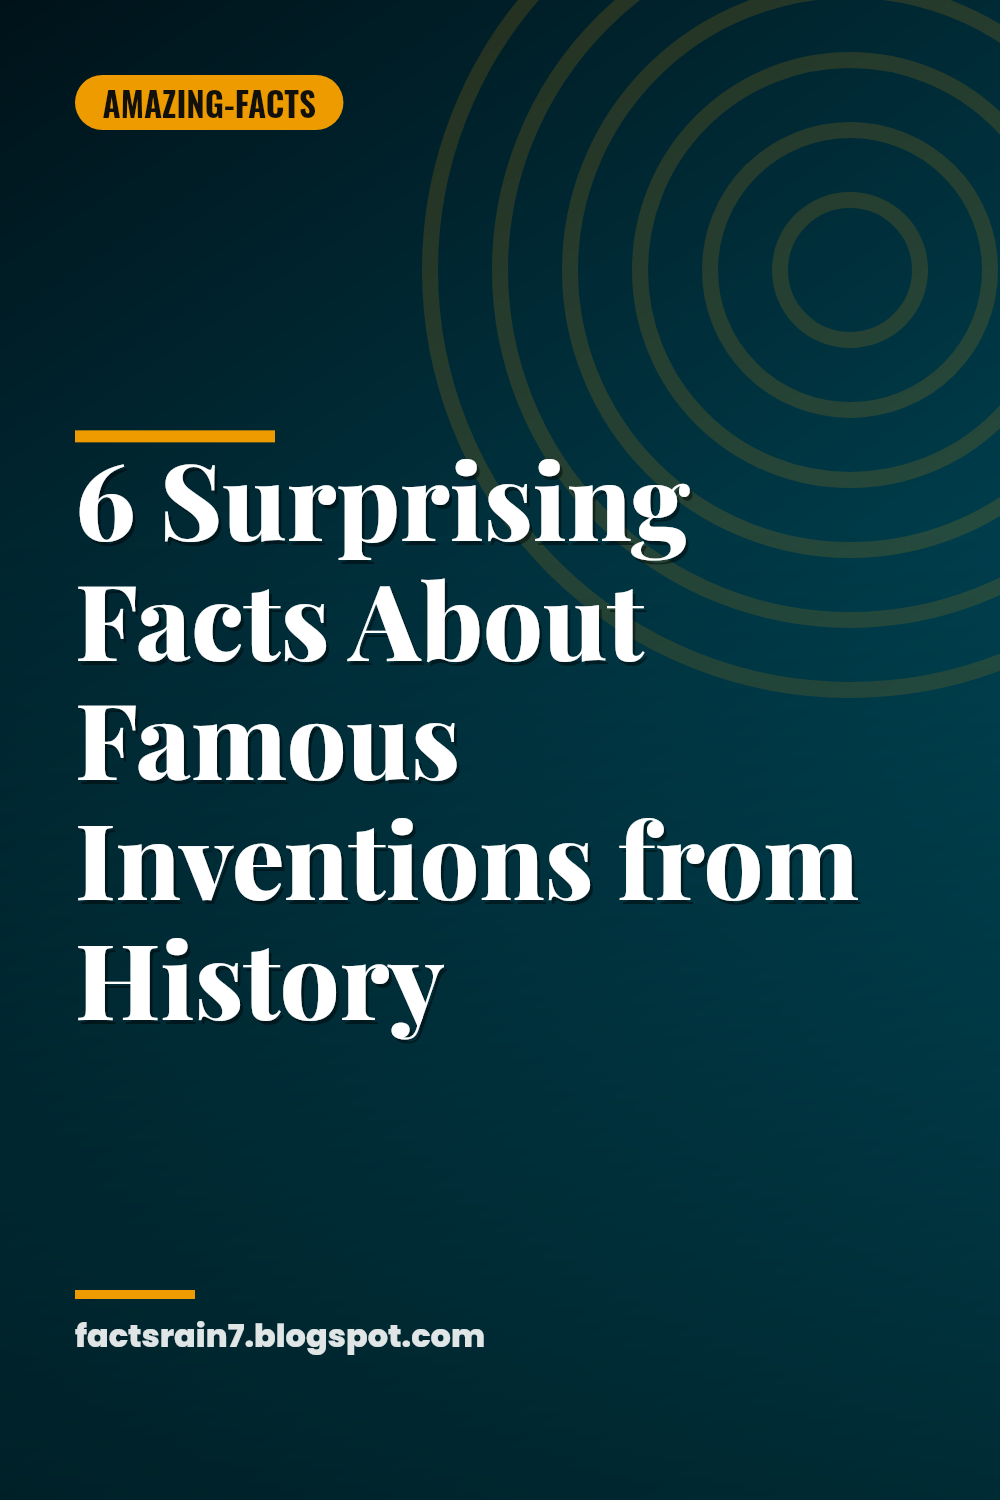 AMAZING-FACTS
6 Surprising
Facts About
Famous
Inventions from
History
factsrain7.blogspot.com